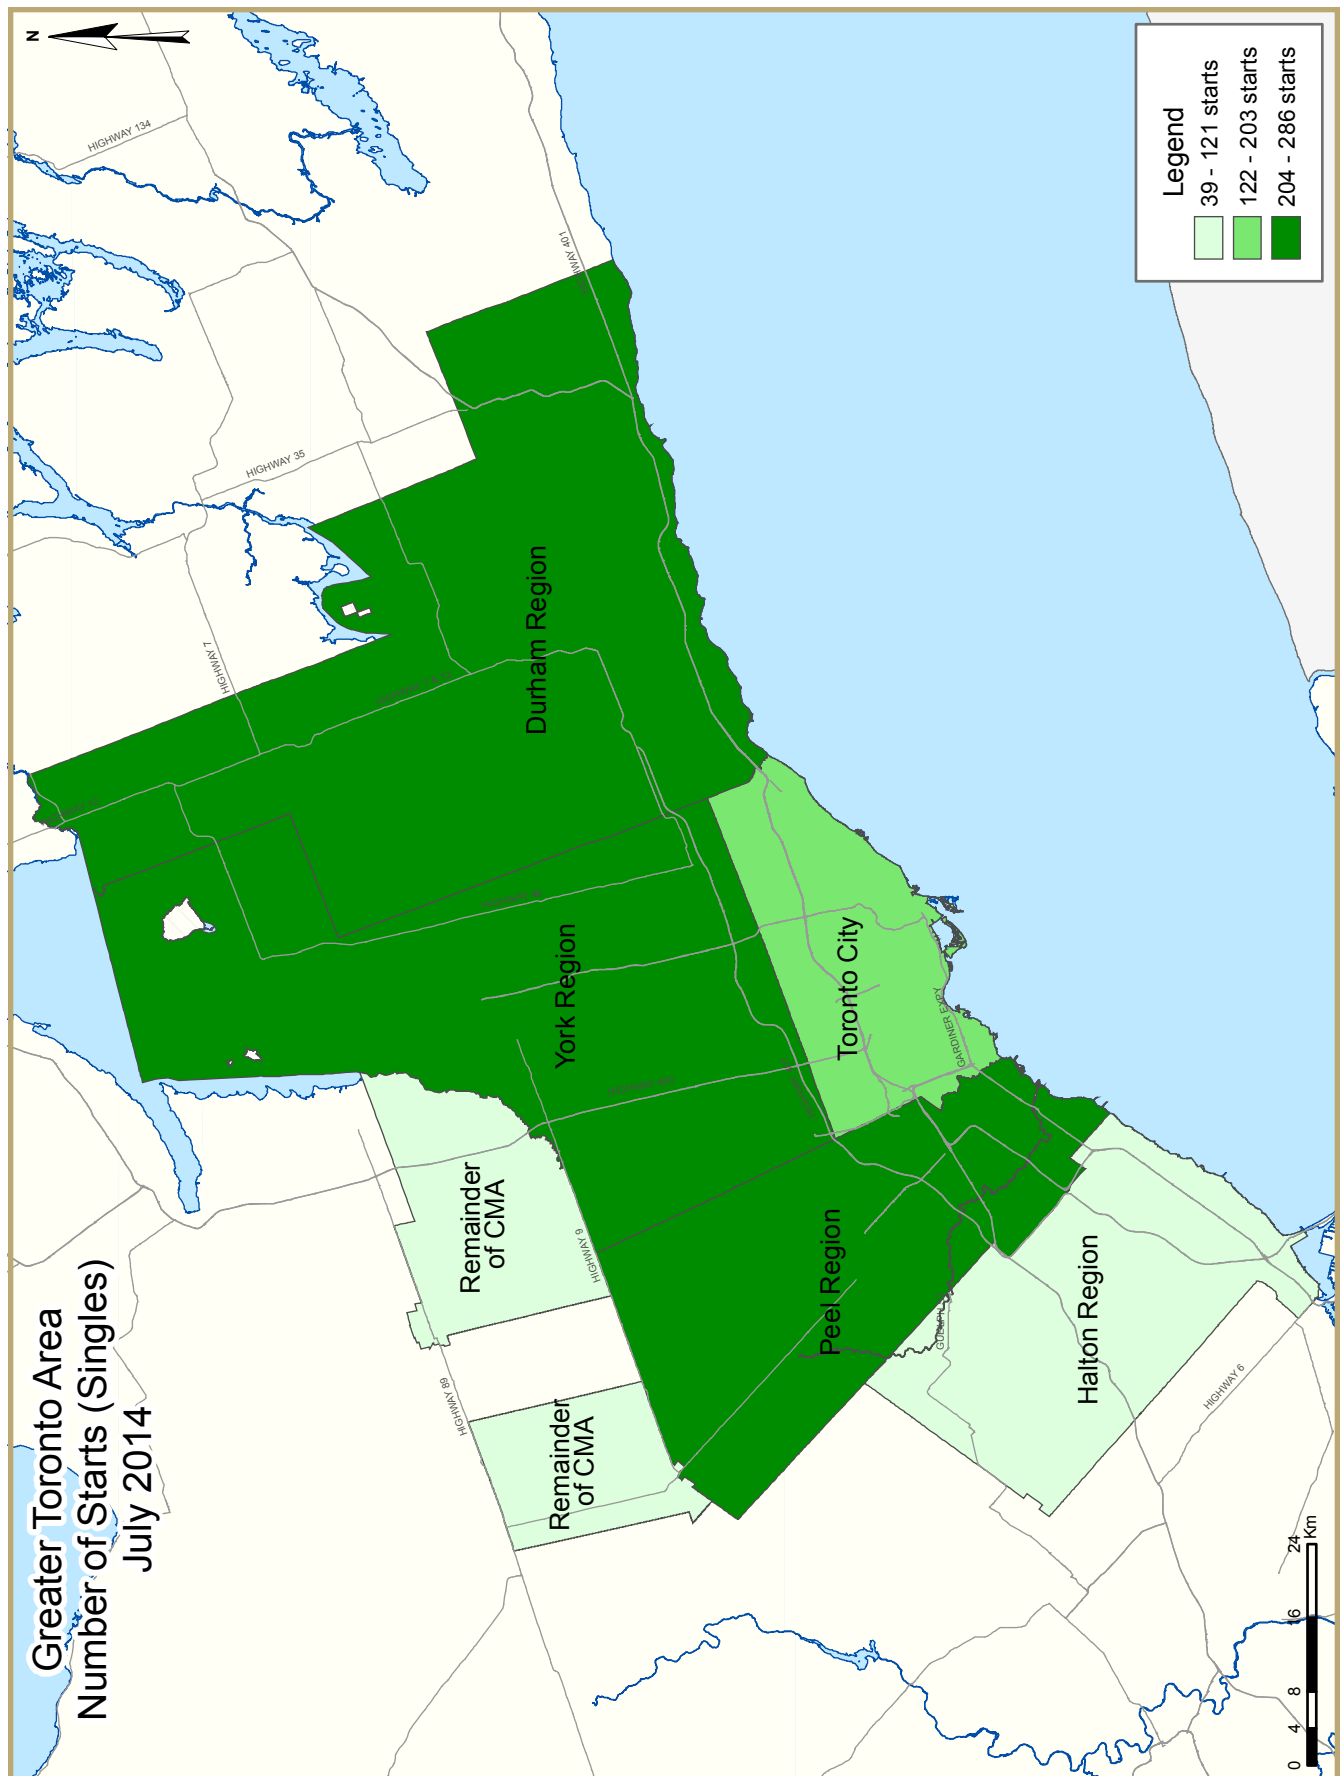 Greater Toronto Area
Number of Starts (Singles)
July 2014
N
HIGHWAY 134
HIGHWAY 35
HIGHWAY 7
HIGHWAY 401
HIGHWAY 89
HIGHWAY 9
Remainder
of CMA
Remainder
of CMA
York Region
Durham Region
Peel Region
Toronto City
GARDINER EXPY
Halton Region
GUELPH
HIGHWAY 6
Legend
39 - 121 starts
122 - 203 starts
204 - 286 starts
0 4 8 16 24
Km